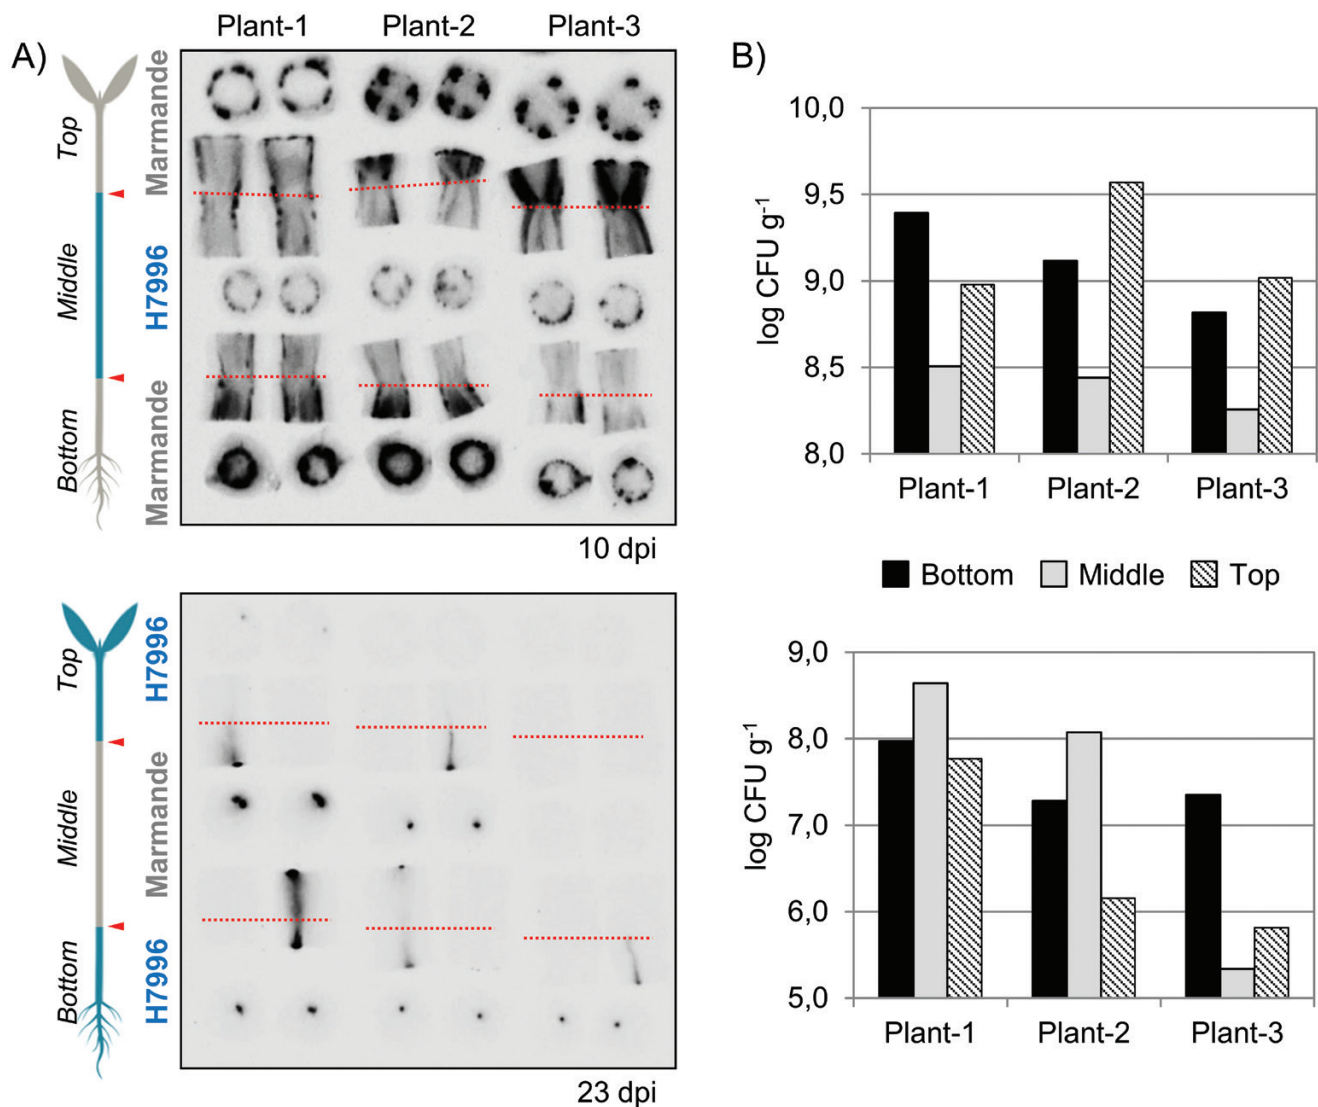 A)
Plant-1 Plant-2 Plant-3
Top
Middle
Bottom
Marmande
H7996
Marmande
10 dpi
Top
Middle
Bottom
H7996
Marmande
H7996
23 dpi
B)
log CFU g-1
10,0
9,5
9,0
8,5
8,0
Plant-1 Plant-2 Plant-3
Bottom Middle Top
log CFU g-1
9,0
8,0
7,0
6,0
5,0
Plant-1 Plant-2 Plant-3